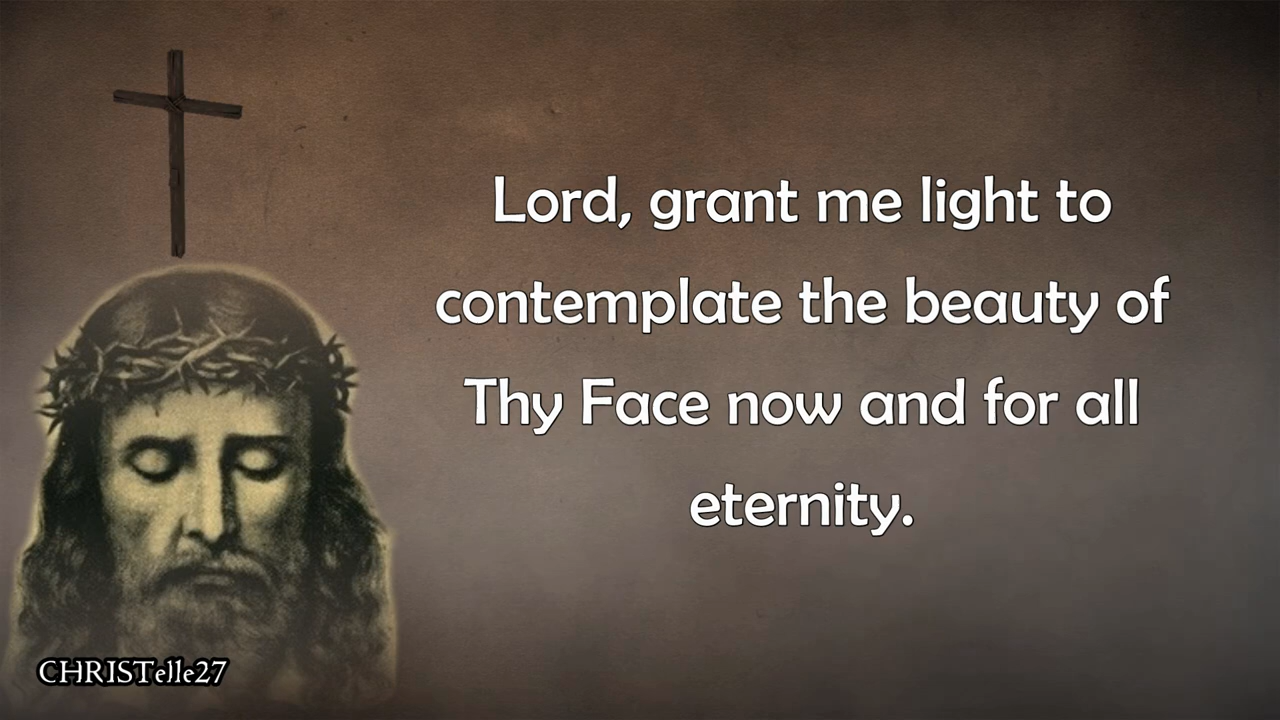 Lord, grant me light to
contemplate the beauty of
Thy Face now and for all
eternity.
CHRISTelle27